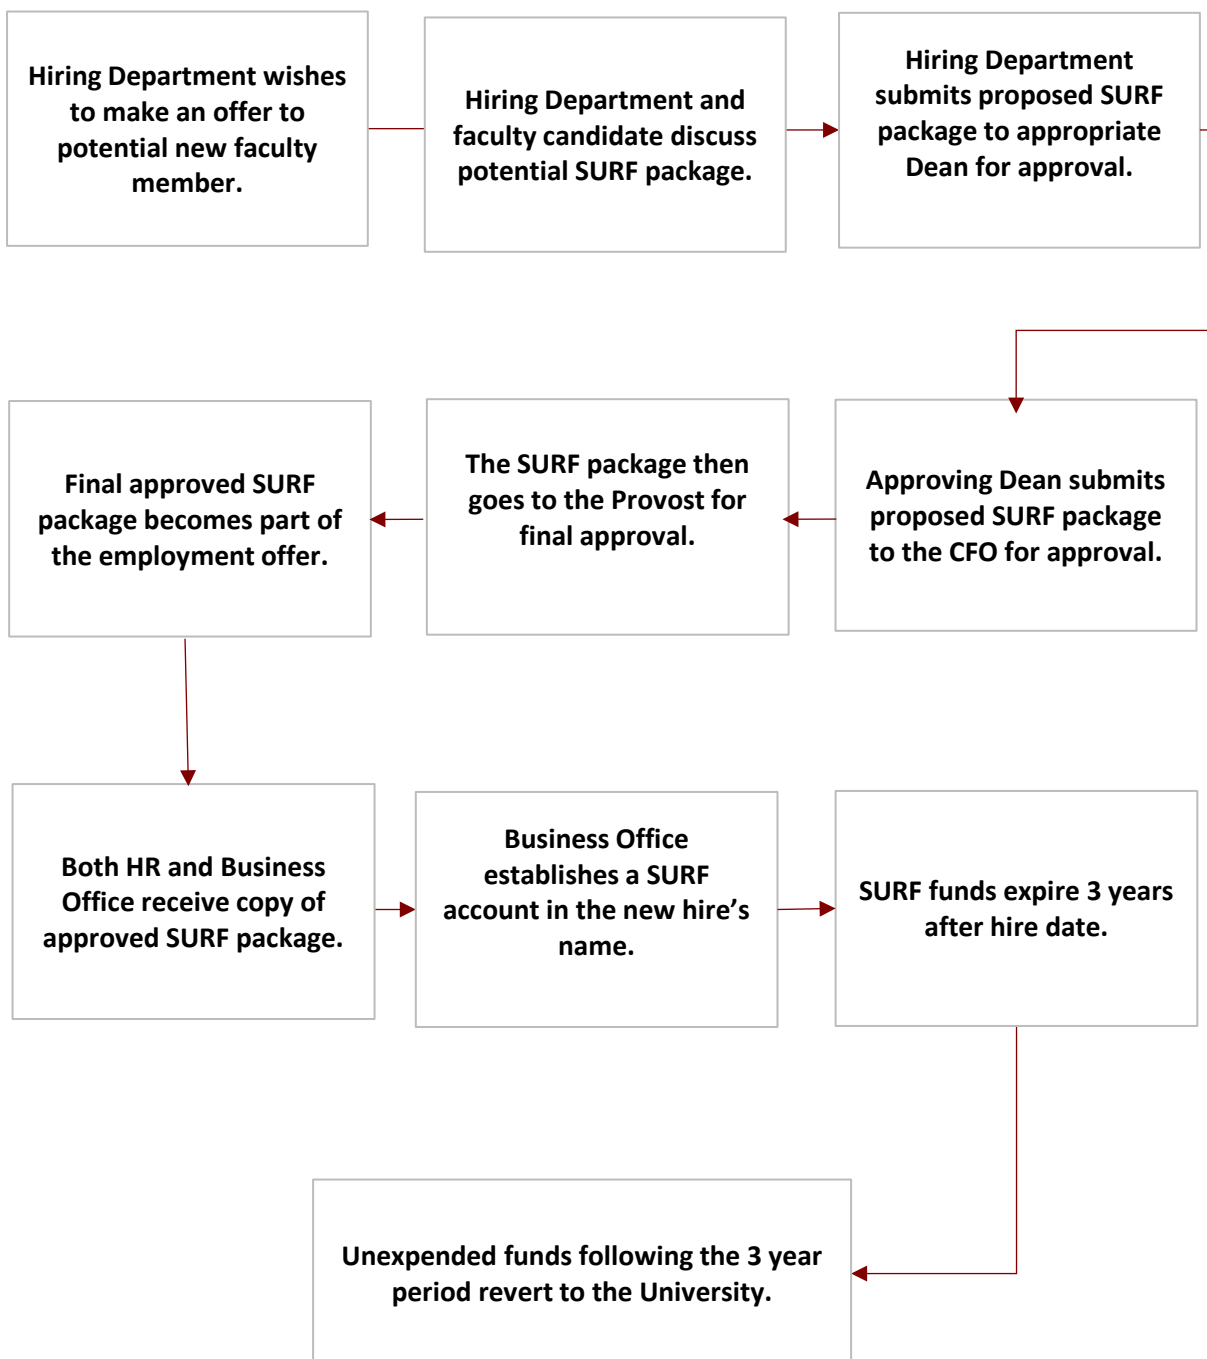 Hiring Department wishes
to make an offer to
potential new faculty
member.
Hiring Department and
faculty candidate discuss
potential SURF package.
Hiring Department
submits proposed SURF
package to appropriate
Dean for approval.
Approving Dean submits
proposed SURF package
to the CFO for approval.
The SURF package then
goes to the Provost for
final approval.
Final approved SURF
package becomes part of
the employment offer.
Both HR and Business
Office receive copy of
approved SURF package.
Business Office
establishes a SURF
account in the new hire’s
name.
SURF funds expire 3 years
after hire date.
Unexpended funds following the 3 year
period revert to the University.